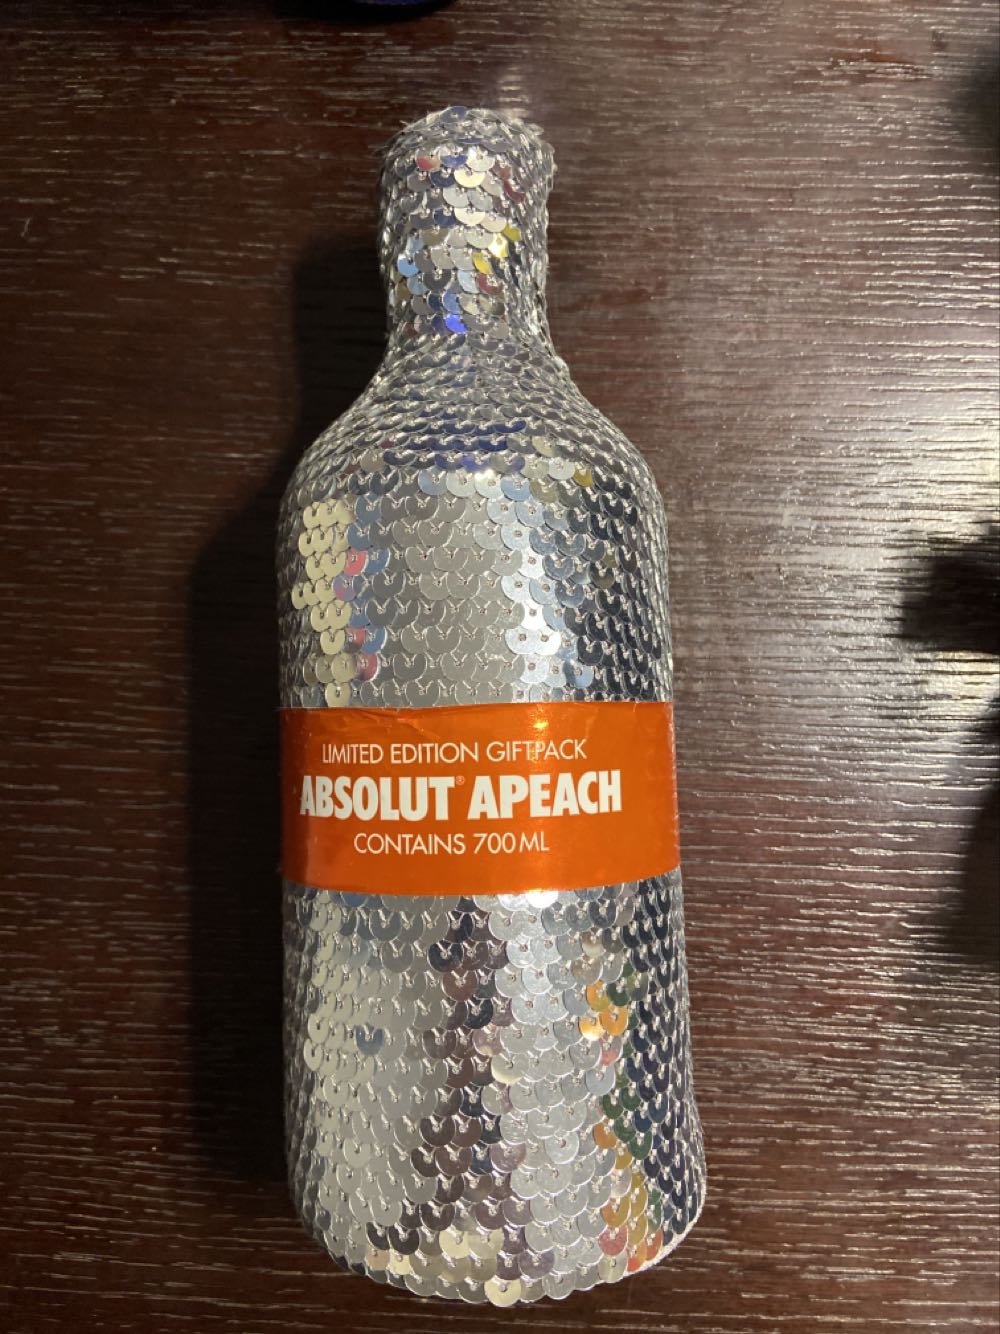 LIMITED EDITION GIFTPACK
ABSOLUT® APEACH
CONTAINS 700 ML